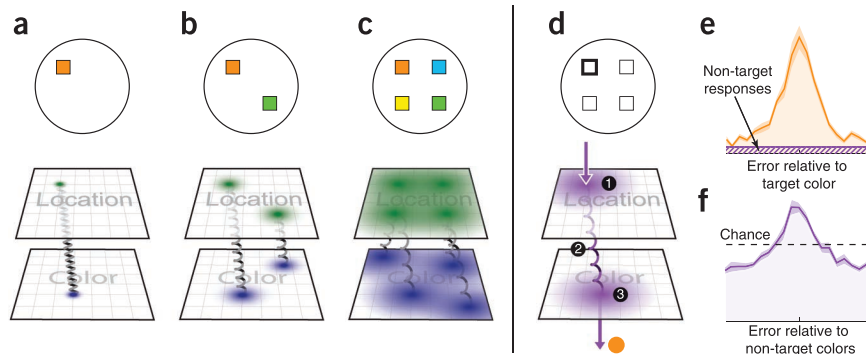 a
b
c
d
e
f
Location
Color
Location
Color
Location
Color
Location
Color
1
2
3
Non-target
responses
Error relative to
target color
Chance
Error relative to
non-target colors